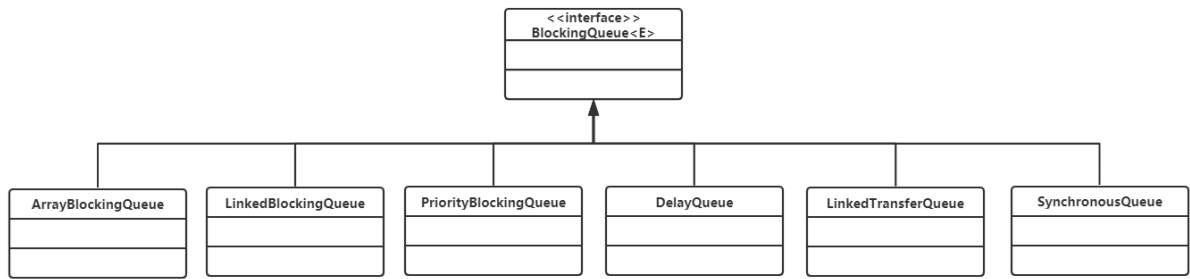 <<interface>>
BlockingQueue<E>
ArrayBlockingQueue
LinkedBlockingQueue
PriorityBlockingQueue
DelayQueue
LinkedTransferQueue
SynchronousQueue